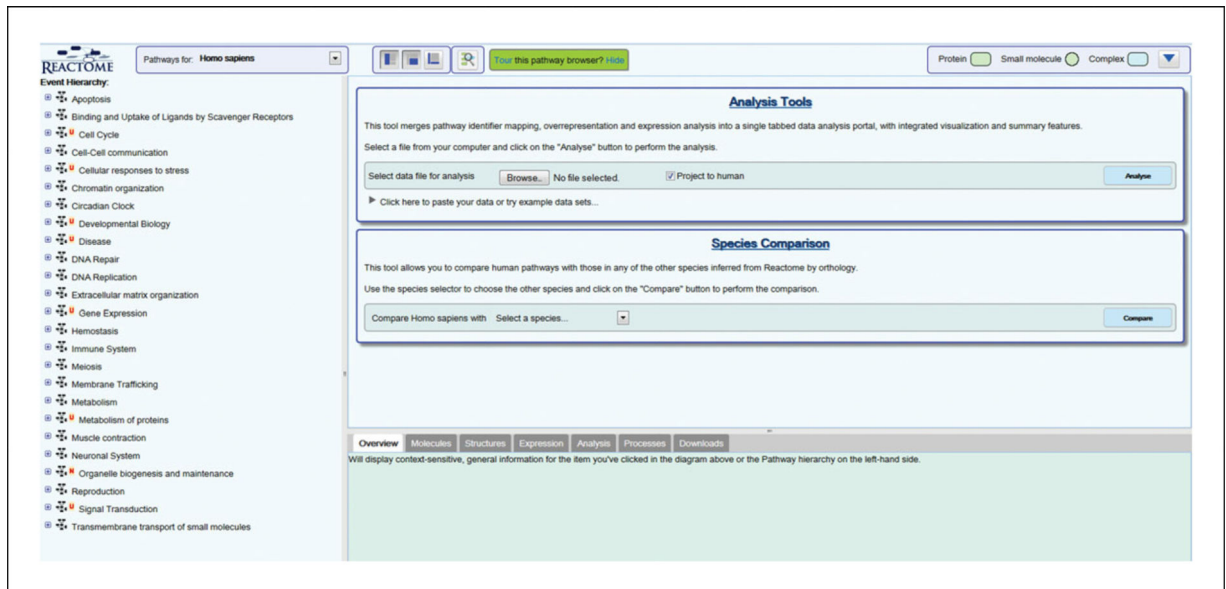 REACTOME
Pathways for: Homo sapiens
Tour this pathway browser? Hide
Protein
Small molecule
Complex
Event Hierarchy:
Apoptosis
Binding and Uptake of Ligands by Scavenger Receptors
U Cell Cycle
Cell-Cell communication
U Cellular responses to stress
Chromatin organization
Circadian Clock
U Developmental Biology
U Disease
DNA Repair
DNA Replication
Extracellular matrix organization
U Gene Expression
Hemostasis
Immune System
Meiosis
Membrane Trafficking
Metabolism
U Metabolism of proteins
Muscle contraction
Neuronal System
N Organelle biogenesis and maintenance
Reproduction
U Signal Transduction
Transmembrane transport of small molecules
Analysis Tools
This tool merges pathway identifier mapping, overrepresentation and expression analysis into a single tabbed data analysis portal, with integrated visualization and summary features.
Select a file from your computer and click on the "Analyse" button to perform the analysis.
Select data file for analysis Browse... No file selected. Project to human Analyse
Click here to paste your data or try example data sets...
Species Comparison
This tool allows you to compare human pathways with those in any of the other species inferred from Reactome by orthology.
Use the species selector to choose the other species and click on the "Compare" button to perform the comparison.
Compare Homo sapiens with Select a species... Compare
Overview Molecules Structures Expression Analysis Processes Downloads
Will display context-sensitive, general information for the item you've clicked in the diagram above or the Pathway hierarchy on the left-hand side.